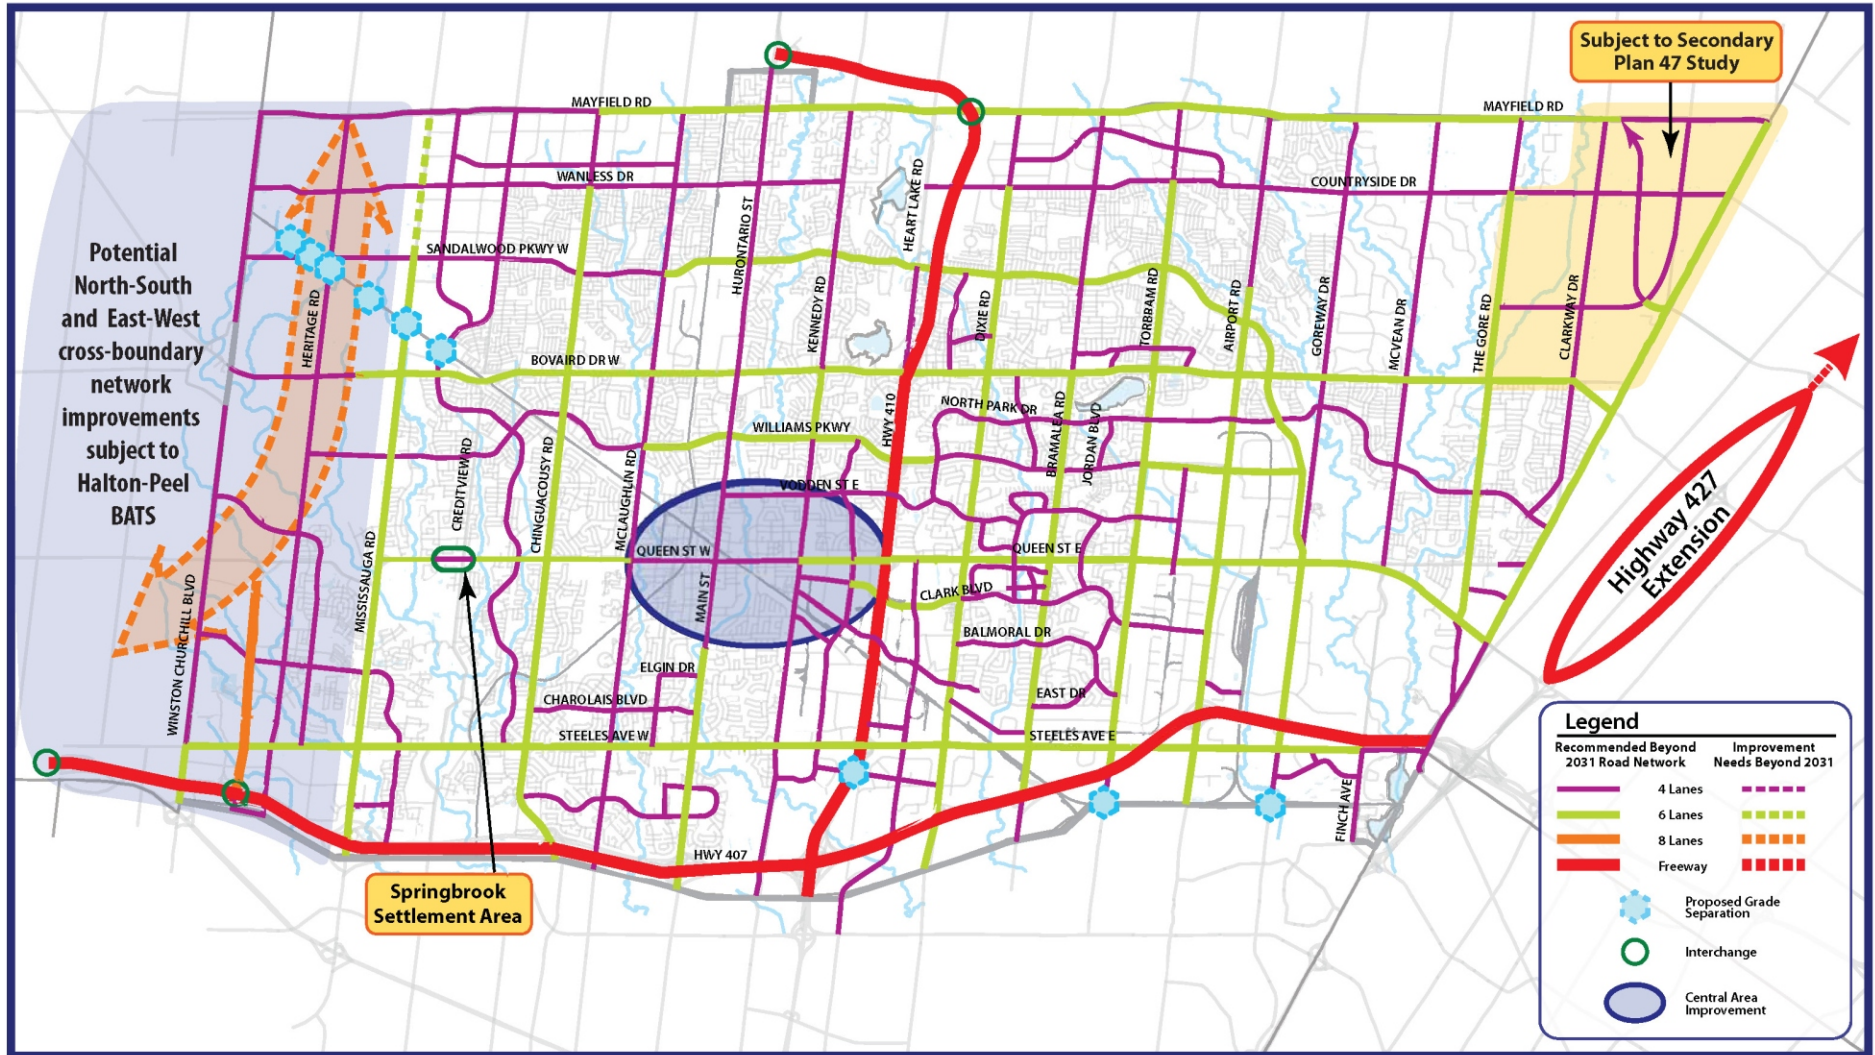 Subject to Secondary
Plan 47 Study
MAYFIELD RD
MAYFIELD RD
WANLESS DR
COUNTRYSIDE DR
HEART LAKE RD
HURONTARIO ST
SANDALWOOD PKWY W
Potential
North-South
and East-West
cross-boundary
network
improvements
subject to
Halton-Peel
BATS
HERITAGE RD
KENNEDY RD
DIXIE RD
TORBRAM RD
AIRPORT RD
GOREWAY DR
MCVEAN DR
THE GORE RD
CLARKWAY DR
BOVAIRD DR W
HWY 410
NORTH PARK DR
BRAMALEA RD
JORDAN BLVD
WILLIAMS PKWY
CREDITVIEW RD
CHINGUACOUSY RD
MCLAUGHLIN RD
VODDEN ST E
MISSISSAUGA RD
QUEEN ST W
QUEEN ST E
Highway 427
Extension
MAIN ST
CLARK BLVD
WINSTON CHURCHILL BLVD
BALMORAL DR
ELGIN DR
CHAROLAIS BLVD
EAST DR
STEELES AVE W
STEELES AVE E
FINCH AVE
HWY 407
Springbrook
Settlement Area
Legend
Recommended Beyond
2031 Road Network
Improvement
Needs Beyond 2031
4 Lanes
6 Lanes
8 Lanes
Freeway
Proposed Grade
Separation
Interchange
Central Area
Improvement